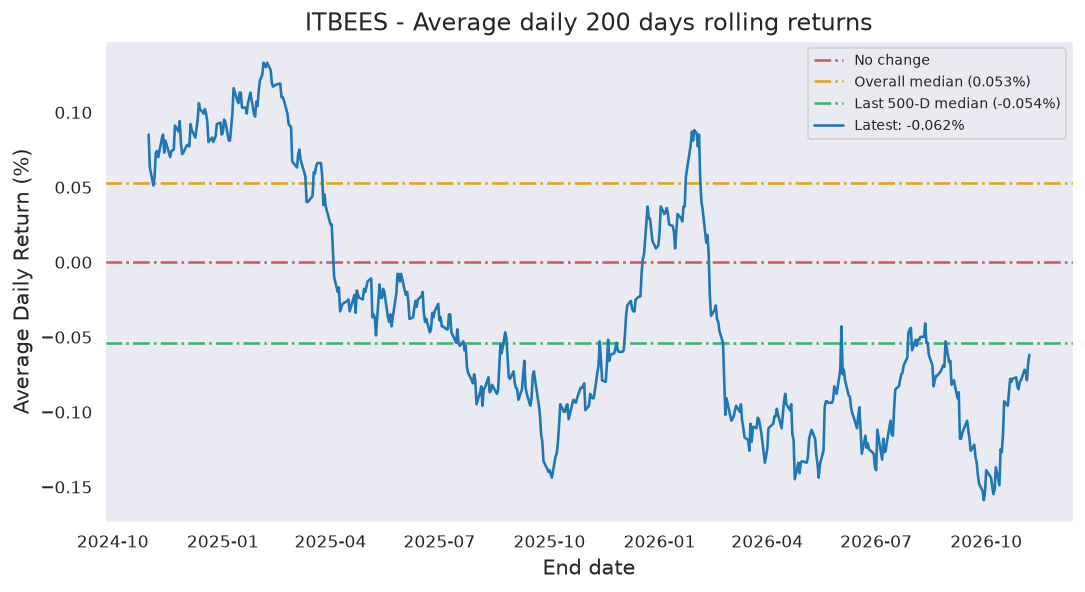 ITBEES - Average daily 200 days rolling returns
No change
Overall median (0.053%)
Last 500-D median (-0.054%)
Latest: -0.062%
Average Daily Return (%)
0.10
0.05
0.00
−0.05
−0.10
−0.15
2024-10 2025-01 2025-04 2025-07 2025-10 2026-01 2026-04 2026-07 2026-10
End date